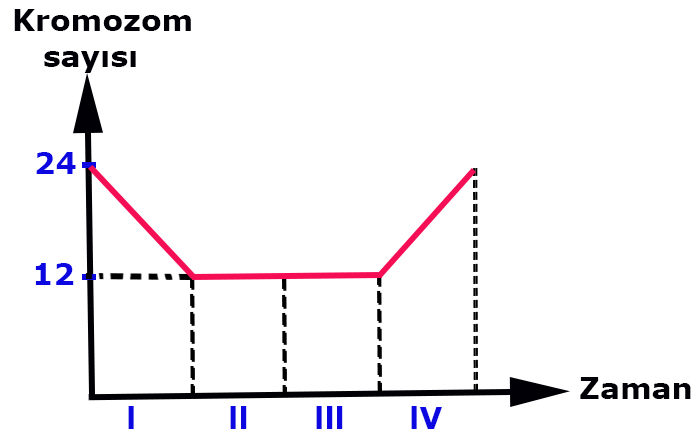 Kromozom
sayısı
24
12
Zaman
I II III IV